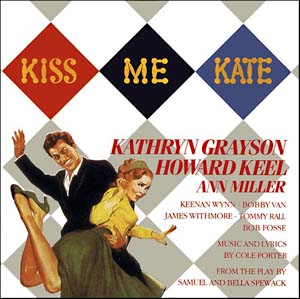 KISS ME KATE
KATHRYN GRAYSON
HOWARD KEEL
ANN MILLER
KEENAN WYNN - BOBBY VAN
JAMES WITHMORE - TOMMY RALL
BOB FOSSE
MUSIC AND LYRICS
BY COLE PORTER
FROM THE PLAY BY
SAMUEL AND BELLA SPEWACK